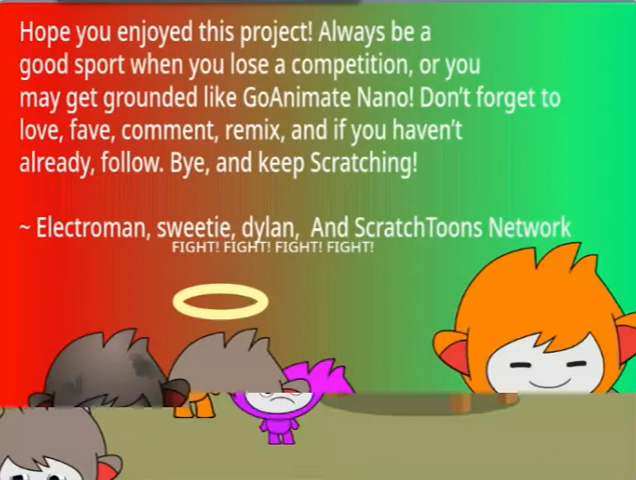 Hope you enjoyed this project! Always be a
good sport when you lose a competition, or you
may get grounded like GoAnimate Nano! Don't forget to
love, fave, comment, remix, and if you haven't
already, follow. Bye, and keep Scratching!
~ Electroman, sweetie, dylan, And ScratchToons Network
FIGHT! FIGHT! FIGHT! FIGHT!